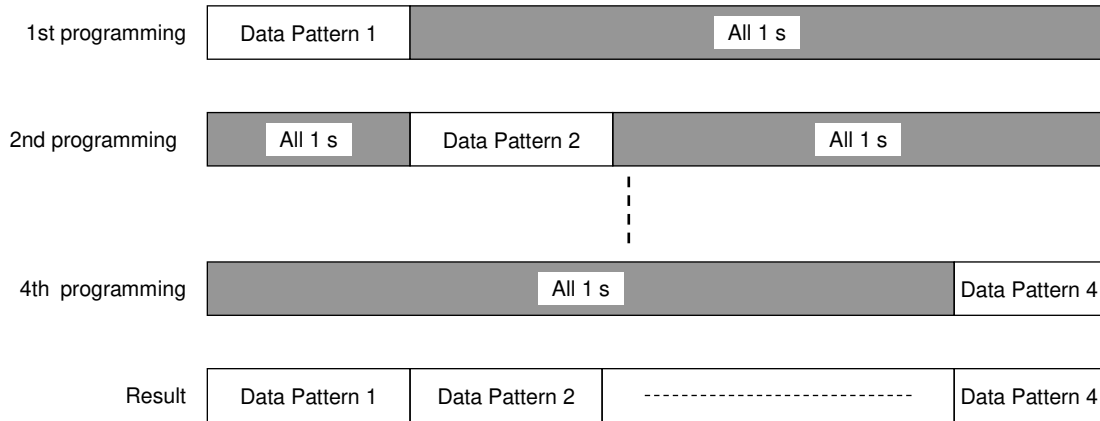 1st programming Data Pattern 1 All 1 s
2nd programming All 1 s Data Pattern 2 All 1 s
4th programming All 1 s Data Pattern 4
Result Data Pattern 1 Data Pattern 2 Data Pattern 4